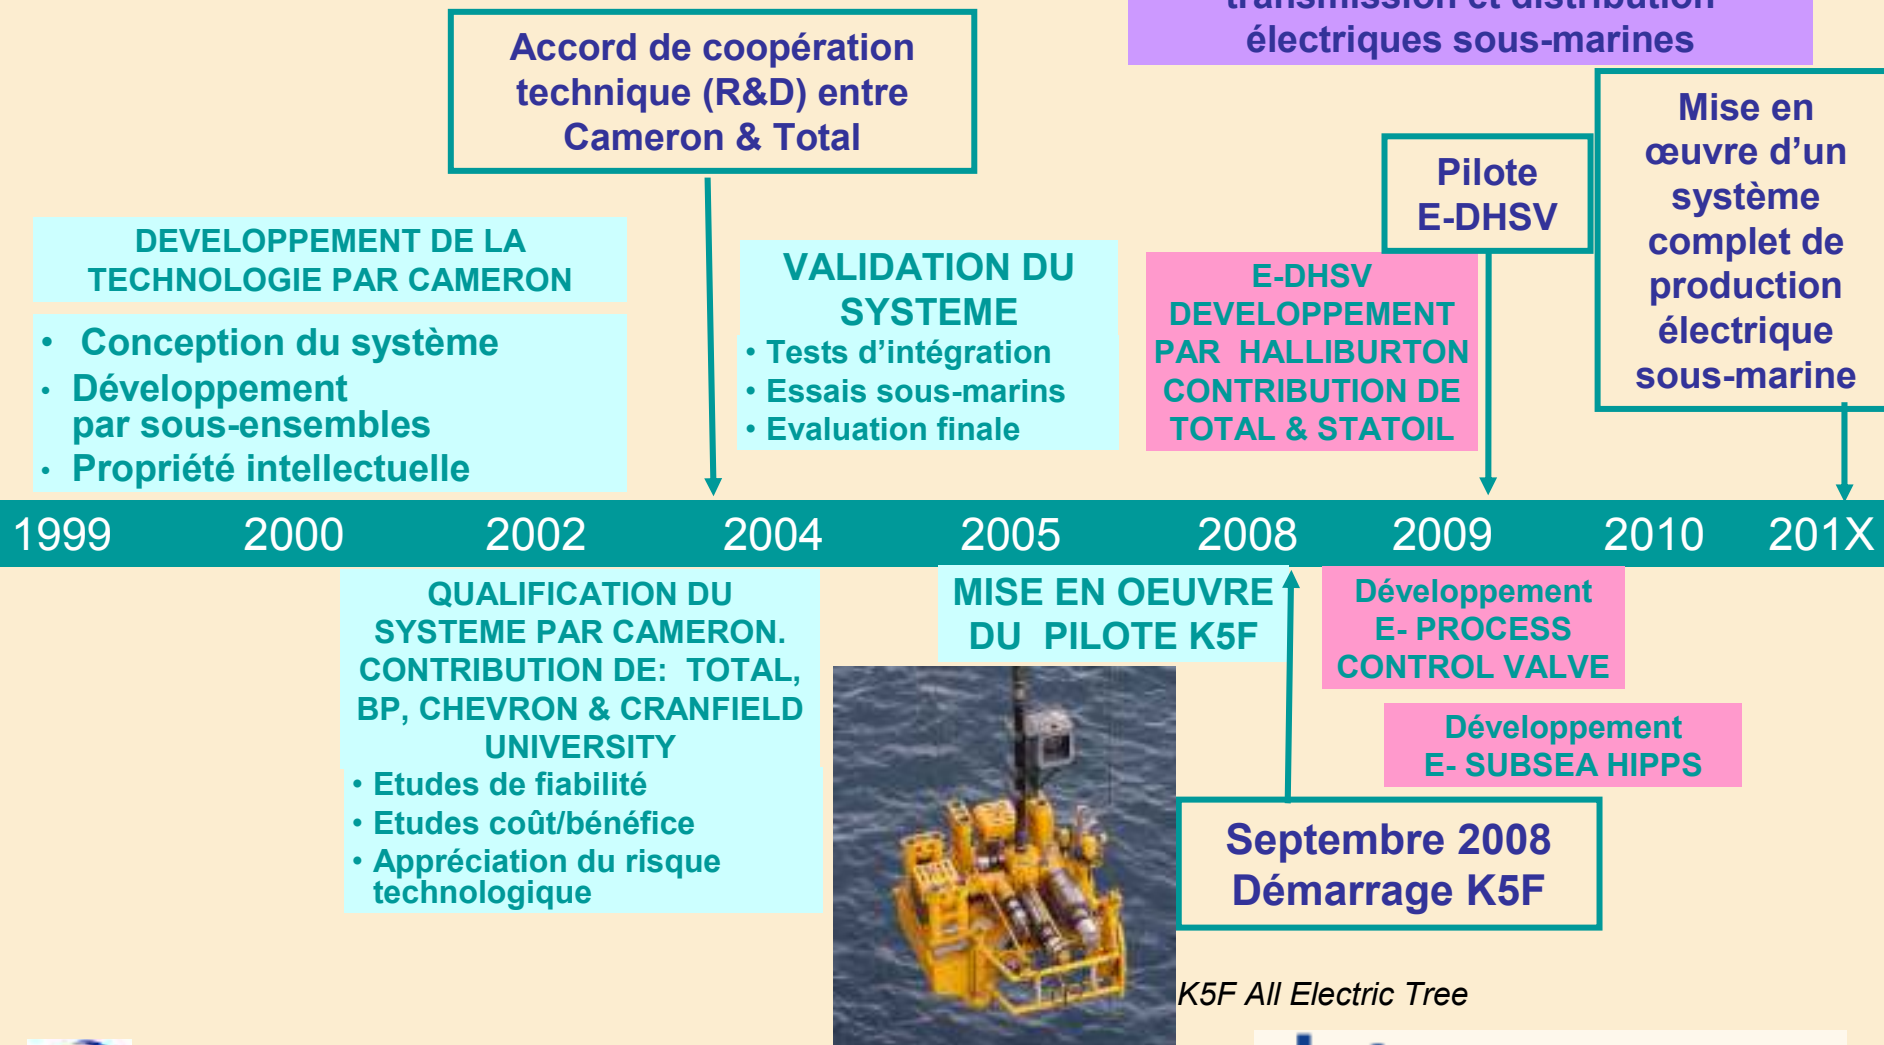 transmission et distribution
électriques sous-marines
Accord de coopération
technique (R&D) entre
Cameron & Total
Mise en
œuvre d’un
système
complet de
production
électrique
sous-marine
Pilote
E-DHSV
DEVELOPPEMENT DE LA
TECHNOLOGIE PAR CAMERON
• Conception du système
• Développement
par sous-ensembles
• Propriété intellectuelle
VALIDATION DU
SYSTEME
• Tests d’intégration
• Essais sous-marins
• Evaluation finale
E-DHSV
DEVELOPPEMENT
PAR HALLIBURTON
CONTRIBUTION DE
TOTAL & STATOIL
1999 2000 2002 2004 2005 2008 2009 2010 201X
QUALIFICATION DU
SYSTEME PAR CAMERON.
CONTRIBUTION DE: TOTAL,
BP, CHEVRON & CRANFIELD
UNIVERSITY
• Etudes de fiabilité
• Etudes coût/bénéfice
• Appréciation du risque
technologique
MISE EN OEUVRE
DU PILOTE K5F
Développement
E- PROCESS
CONTROL VALVE
Développement
E- SUBSEA HIPPS
Septembre 2008
Démarrage K5F
K5F All Electric Tree